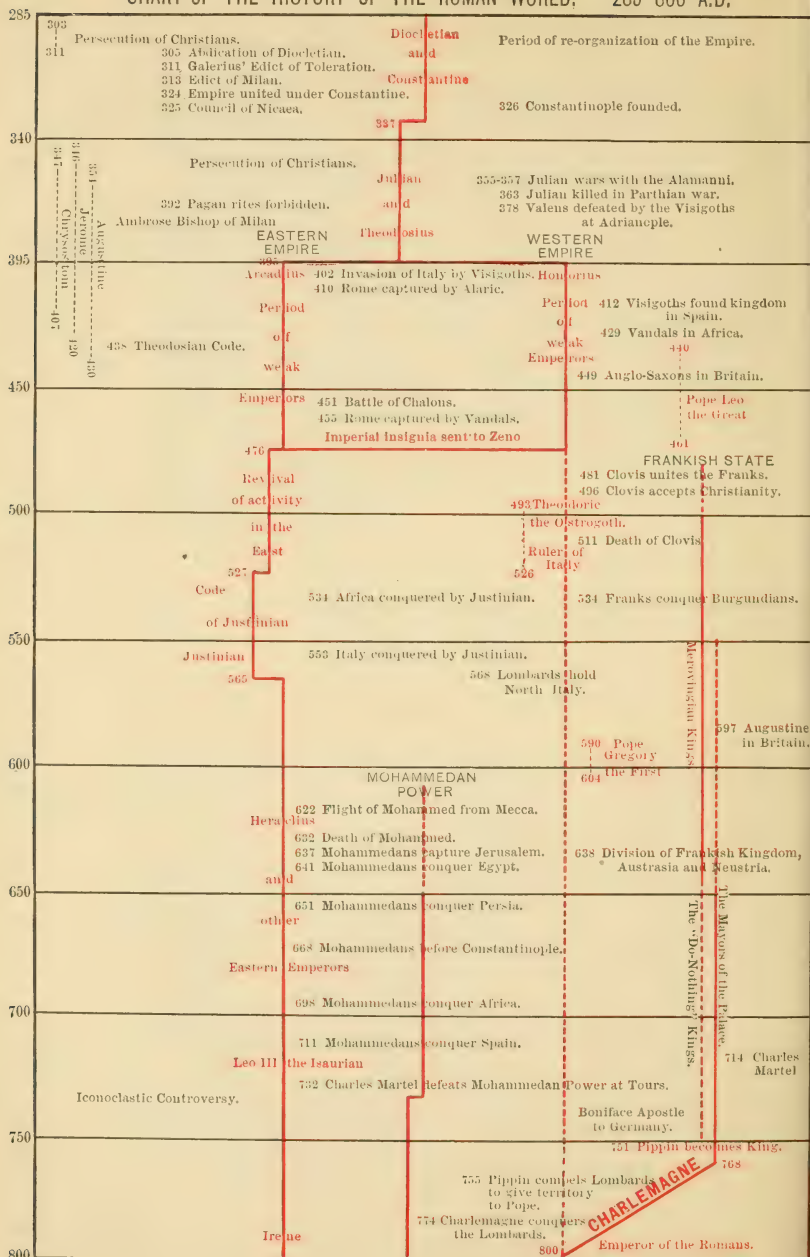 CHART OF THE HISTORY OF THE ROMAN WORLD. 285-800 A.D.
285
303
311
Persecution of Christians.
305 Abdication of Diocletian.
311 Galerius' Edict of Toleration.
313 Edict of Milan.
324 Empire united under Constantine.
325 Council of Nicaea.
Diocletian
and
Constantine
337
Period of re-organization of the Empire.
326 Constantinople founded.
340
347
Chrysostom
407
346
Jerome
420
354
Augustine
430
Persecution of Christians.
392 Pagan rites forbidden.
Ambrose Bishop of Milan
Julian
and
Theodosius
355-357 Julian wars with the Alamanni.
363 Julian killed in Parthian war.
378 Valens defeated by the Visigoths
at Adrianople.
EASTERN
EMPIRE
WESTERN
EMPIRE
395
395
Arcadius
Period
of
weak
Emperors
402 Invasion of Italy by Visigoths.
410 Rome captured by Alaric.
438 Theodosian Code.
Honorius
Period
of
weak
Emperors
412 Visigoths found kingdom
in Spain.
429 Vandals in Africa.
440
449 Anglo-Saxons in Britain.
450
451 Battle of Chalons.
455 Rome captured by Vandals.
Imperial Insignia sent to Zeno
Pope Leo
the Great
461
476
FRANKISH STATE
481 Clovis unites the Franks.
496 Clovis accepts Christianity.
Revival
of activity
in the
East
493 Theodoric
the Ostrogoth.
Ruler of
Italy
526
500
511 Death of Clovis
527
Code
of Justinian
534 Africa conquered by Justinian.
534 Franks conquer Burgundians.
550
Justinian
565
553 Italy conquered by Justinian.
568 Lombards hold
North Italy.
Merovingian Kings
597 Augustine
in Britain.
590 Pope
Gregory
the First
604
600
MOHAMMEDAN
POWER
622 Flight of Mohammed from Mecca.
Heraclius
632 Death of Mohammed.
637 Mohammedans capture Jerusalem.
641 Mohammedans conquer Egypt.
638 Division of Frankish Kingdom,
Austrasia and Neustria.
and
650
651 Mohammedans conquer Persia.
other
668 Mohammedans before Constantinople.
Eastern Emperors
698 Mohammedans conquer Africa.
The "Do-Nothing" Kings.
The Mayors of the Palace.
700
711 Mohammedans conquer Spain.
714 Charles
Martel
Leo III the Isaurian
732 Charles Martel defeats Mohammedan Power at Tours.
Iconoclastic Controversy.
Boniface Apostle
to Germany.
750
751 Pippin becomes King.
768
755 Pippin compels Lombards
to give territory
to Pope.
774 Charlemagne conquers
the Lombards.
CHARLEMAGNE
Irene
800
Emperor of the Romans.
800